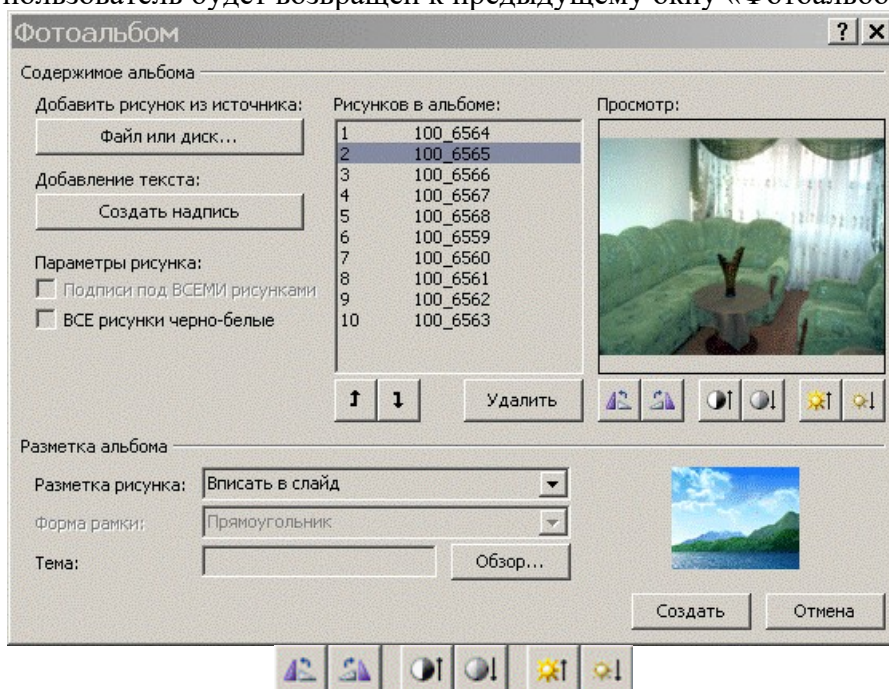 пользователь будет возвращен к предыдущему окну «Фотоальбо
Фотоальбом
Содержимое альбома
Добавить рисунок из источника:
Файл или диск...
Добавление текста:
Создать надпись
Параметры рисунка:
Подписи под ВСЕМИ рисунками
ВСЕ рисунки черно-белые
Рисунков в альбоме:
1 100_6564
2 100_6565
3 100_6566
4 100_6567
5 100_6568
6 100_6559
7 100_6560
8 100_6561
9 100_6562
10 100_6563
Удалить
Просмотр:
Разметка альбома
Разметка рисунка: Вписать в слайд
Форма рамки: Прямоугольник
Тема: Обзор...
Создать Отмена